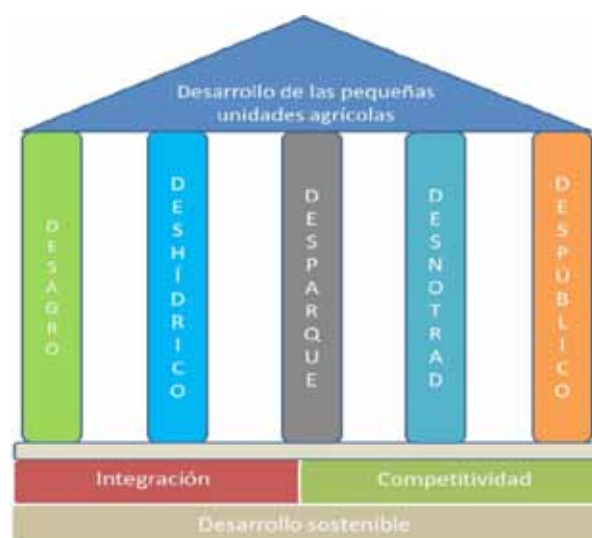 Desarrollo de las pequeñas
unidades agrícolas
DESAGRO
DESHÍDRICO
DESPARQUE
DESNOTRAD
DESPÚBLICO
Integración
Competitividad
Desarrollo sostenible